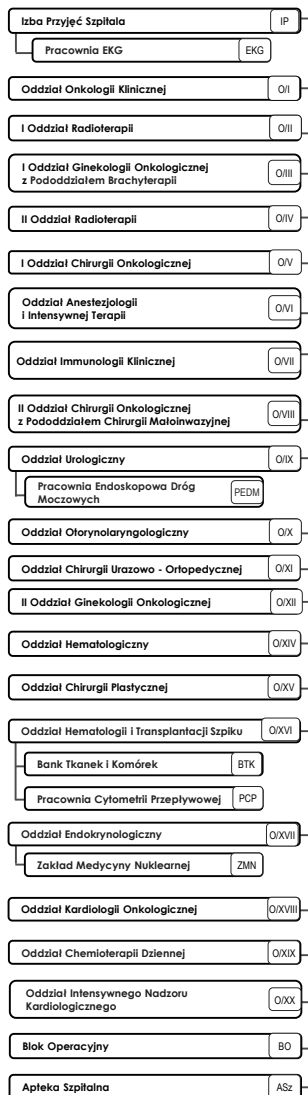 Izba Przyjęć Szpitala IP
Pracownia EKG EKG
Oddział Onkologii Klinicznej O/I
I Oddział Radioterapii O/II
I Oddział Ginekologii Onkologicznej
z Pododdziałem Brachyterapii O/III
II Oddział Radioterapii O/IV
I Oddział Chirurgii Onkologicznej O/V
Oddział Anestezjologii
i Intensywnej Terapii O/VI
Oddział Immunologii Klinicznej O/VII
II Oddział Chirurgii Onkologicznej
z Pododdziałem Chirurgii Małoinwazyjnej O/VIII
Oddział Urologiczny O/IX
Pracownia Endoskopowa Dróg
Moczowych PEDM
Oddział Otorynolaryngologiczny O/X
Oddział Chirurgii Urazowo - Ortopedycznej O/XI
II Oddział Ginekologii Onkologicznej O/XII
Oddział Hematologiczny O/XIV
Oddział Chirurgii Plastycznej O/XV
Oddział Hematologii i Transplantacji Szpiku O/XVI
Bank Tkanek i Komórek BTK
Pracownia Cytometrii Przepływowej PCP
Oddział Endokrynologiczny O/XVII
Zakład Medycyny Nuklearnej ZMN
Oddział Kardiologii Onkologicznej O/XVIII
Oddział Chemioterapii Dziennej O/XIX
Oddział Intensywnego Nadzoru
Kardiologicznego O/XX
Blok Operacyjny BO
Apteka Szpitalna ASz